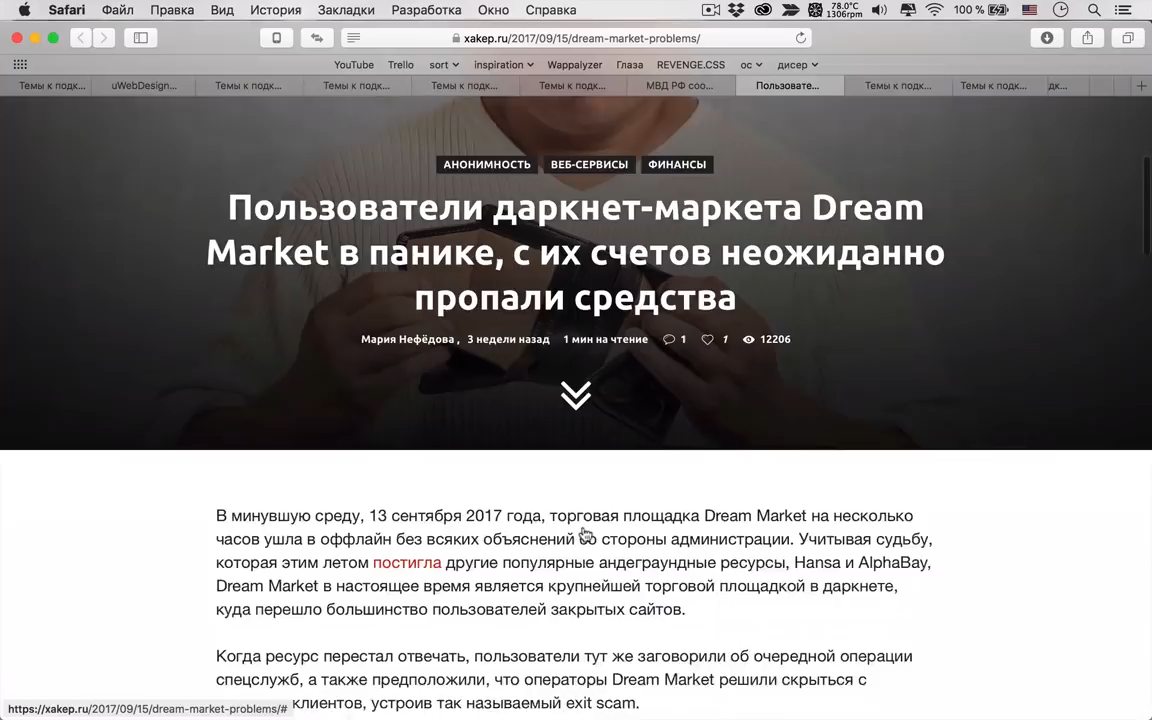 Safari Файл Правка Вид История Закладки Разработка Окно Справка 78.0°C 1306rpm 100 %
xakep.ru/2017/09/15/dream-market-problems/
YouTube Trello sort inspiration Wappalyzer Глаза REVENGE.CSS ос дисер
Темы к подк... uWebDesign... Темы к подк... Темы к подк... Темы к подк... Темы к подк... МВД РФ соо... Пользовате... Темы к подк... Темы к подк... дк...
АНОНИМНОСТЬ ВЕБ-СЕРВИСЫ ФИНАНСЫ
Пользователи даркнет-маркета Dream
Market в панике, с их счетов неожиданно
пропали средства
Мария Нефёдова , 3 недели назад 1 мин на чтение 1 1 12206
В минувшую среду, 13 сентября 2017 года, торговая площадка Dream Market на несколько
часов ушла в оффлайн без всяких объяснений со стороны администрации. Учитывая судьбу,
которая этим летом постигла другие популярные андеграундные ресурсы, Hansa и AlphaBay,
Dream Market в настоящее время является крупнейшей торговой площадкой в даркнете,
куда перешло большинство пользователей закрытых сайтов.
Когда ресурс перестал отвечать, пользователи тут же заговорили об очередной операции
спецслужб, а также предположили, что операторы Dream Market решили скрыться с
клиентов, устроив так называемый exit scam.
https://xakep.ru/2017/09/15/dream-market-problems/#